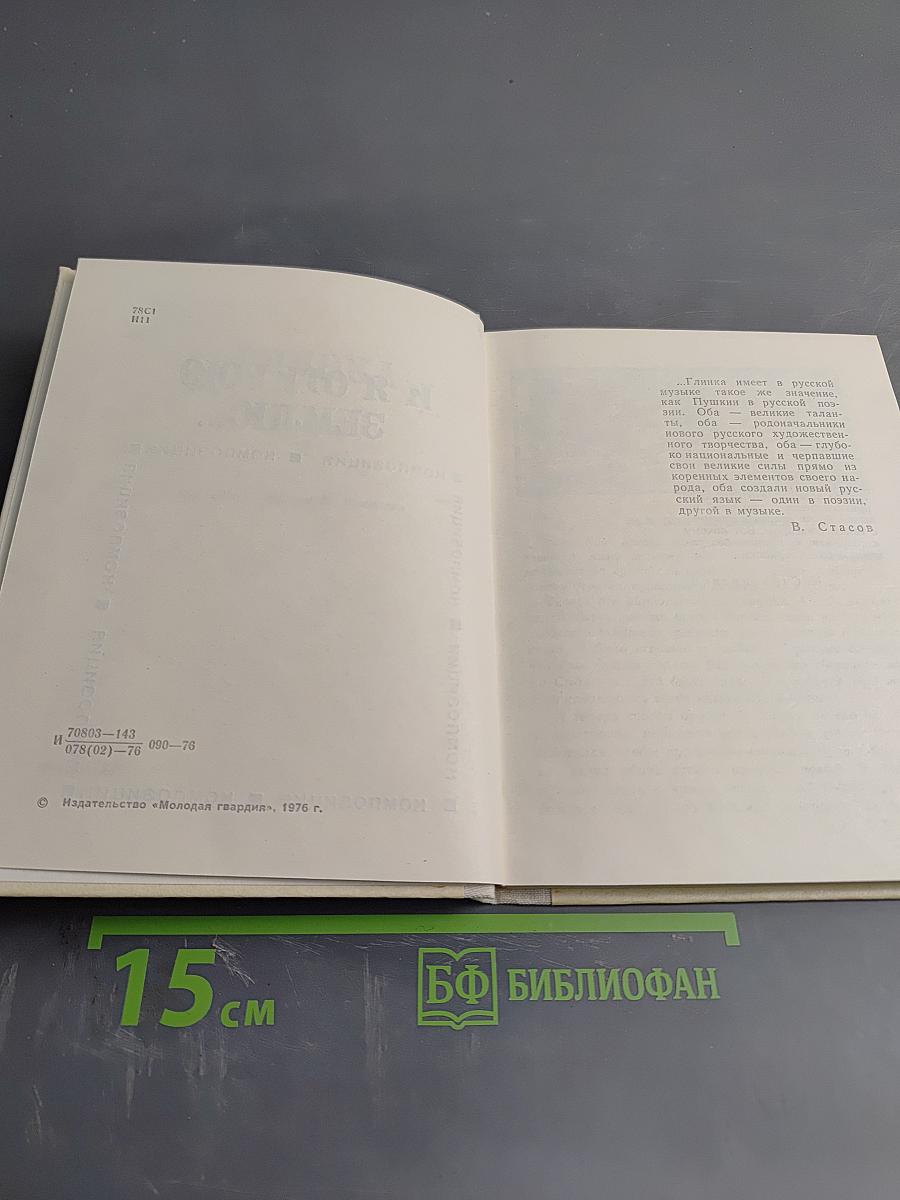 78С1
И11
И 70803—143
078(02)—76 090—76
© Издательство «Молодая гвардия», 1976 г.
...Глинка имеет в русской
музыке такое же значение,
как Пушкин в русской поэ-
зии. Оба — великие талан-
ты, оба — родоначальники
нового русского художествен-
ного творчества, оба — глубо-
ко национальные и черпавшие
свои великие силы прямо из
коренных элементов своего на-
рода, оба создали новый рус-
ский язык — один в поэзии,
другой в музыке.
В. Стасов
15 см
БФ БИБЛИОФАН